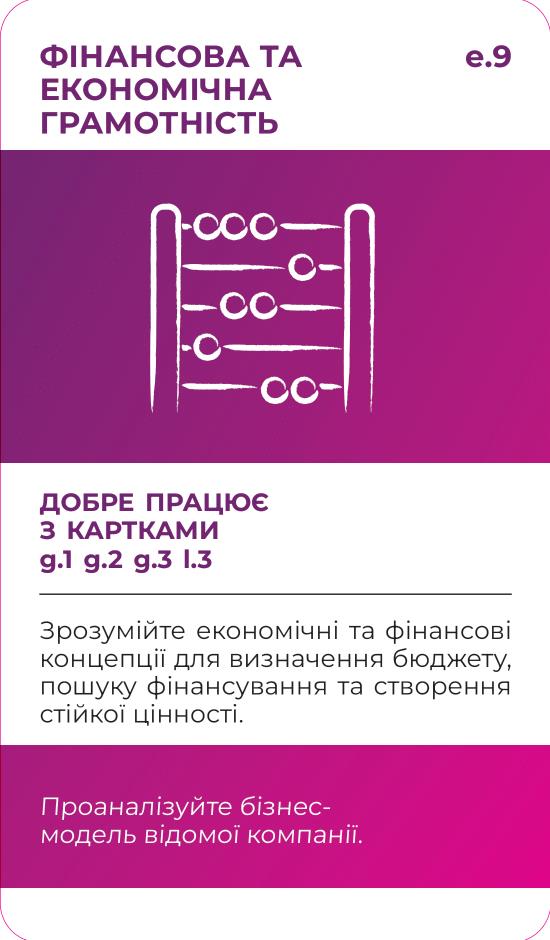 ФІНАНСОВА ТА
ЕКОНОМІЧНА
ГРАМОТНІСТЬ
e.9
ДОБРЕ ПРАЦЮЄ
З КАРТКАМИ
g.1 g.2 g.3 l.3
Зрозумійте економічні та фінансові
концепції для визначення бюджету,
пошуку фінансування та створення
стійкої цінності.
Проаналізуйте бізнес-
модель відомої компанії.